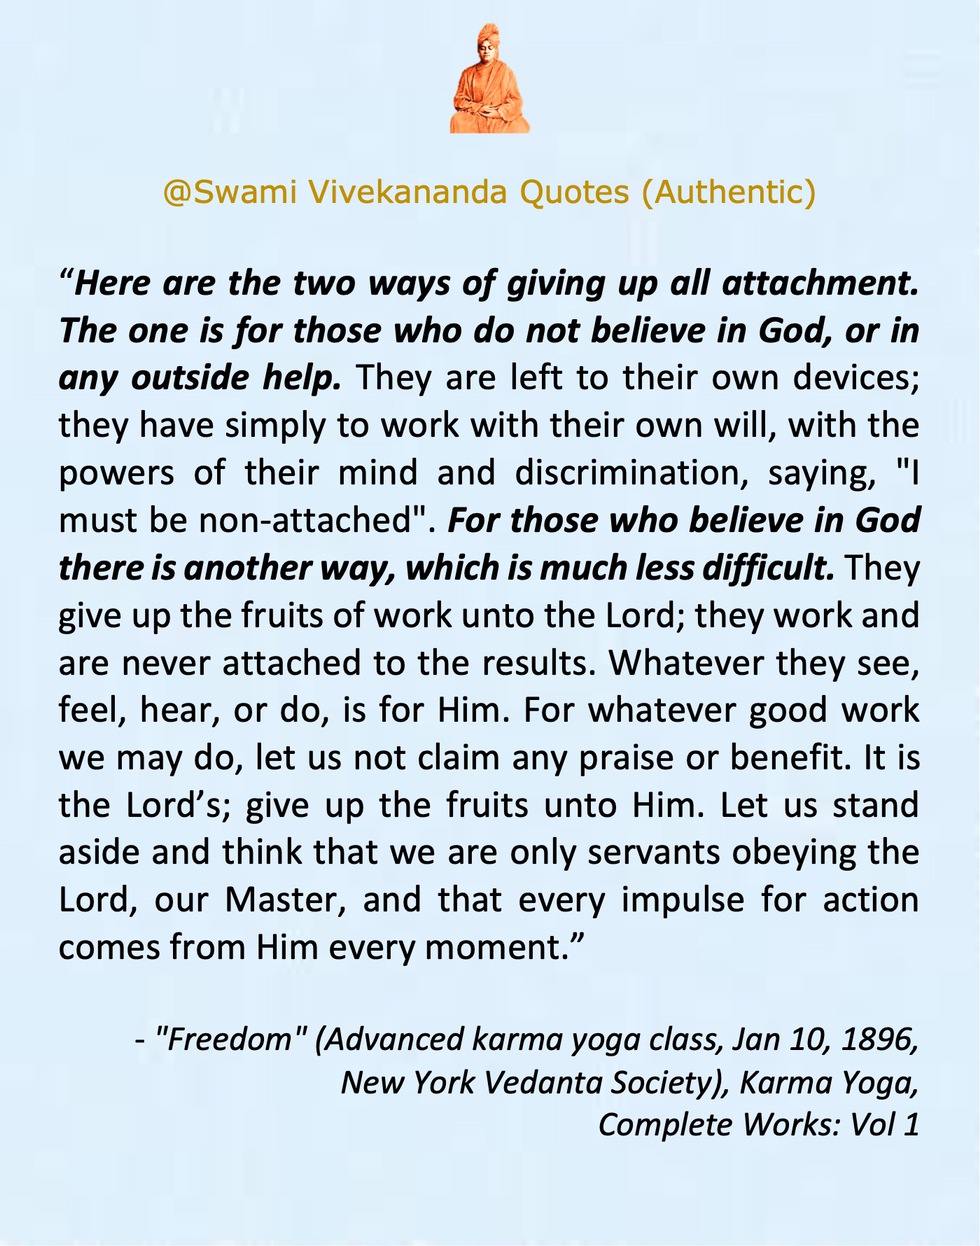 @Swami Vivekananda Quotes (Authentic)
“Here are the two ways of giving up all attachment.
The one is for those who do not believe in God, or in
any outside help. They are left to their own devices;
they have simply to work with their own will, with the
powers of their mind and discrimination, saying, "I
must be non-attached". For those who believe in God
there is another way, which is much less difficult. They
give up the fruits of work unto the Lord; they work and
are never attached to the results. Whatever they see,
feel, hear, or do, is for Him. For whatever good work
we may do, let us not claim any praise or benefit. It is
the Lord’s; give up the fruits unto Him. Let us stand
aside and think that we are only servants obeying the
Lord, our Master, and that every impulse for action
comes from Him every moment.”
- "Freedom" (Advanced karma yoga class, Jan 10, 1896,
New York Vedanta Society), Karma Yoga,
Complete Works: Vol 1